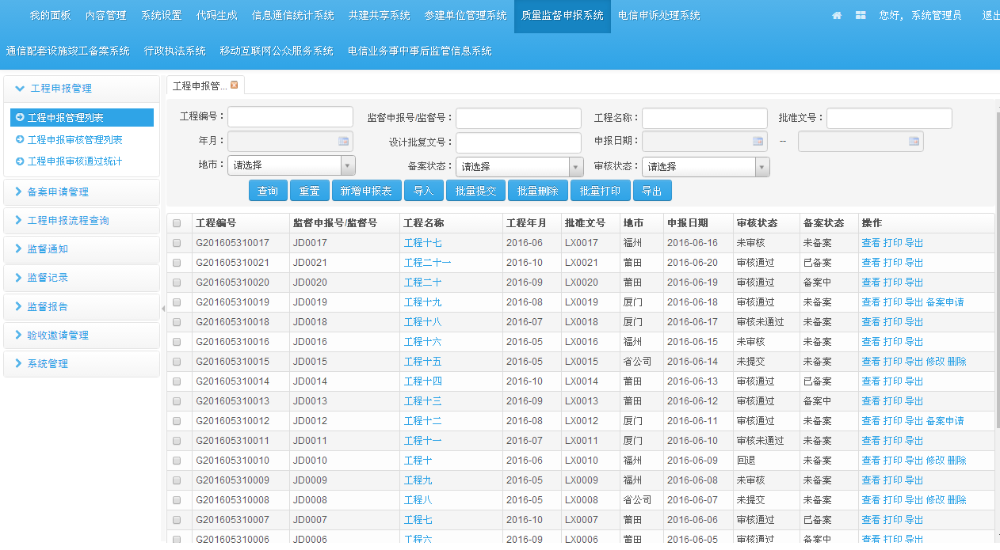 我的面板 内容管理 系统设置 代码生成 信息通信统计系统 共建共享系统 参建单位管理系统 质量监督申报系统 电信申诉处理系统 您好, 系统管理员 退出
通信配套设施竣工备案系统 行政执法系统 移动互联网公众服务系统 电信业务事中事后监管信息系统
工程申报管理
工程申报管理列表
工程申报审核管理列表
工程申报审核通过统计
备案申请管理
工程申报流程查询
监督通知
监督记录
监督报告
验收邀请管理
系统管理
工程申报管...
工程编号： 监督申报号/监督号： 工程名称： 批准文号：
年月： 设计批复文号： 申报日期： --
地市： 请选择 备案状态： 请选择 审核状态： 请选择
查询 重置 新增申报表 导入 批量提交 批量删除 批量打印 导出
工程编号 监督申报号/监督号 工程名称 工程年月 批准文号 地市 申报日期 审核状态 备案状态 操作
G201605310017 JD0017 工程十七 2016-06 LX0017 福州 2016-06-16 未审核 未备案 查看 打印 导出
G201605310021 JD0021 工程二十一 2016-10 LX0021 莆田 2016-06-20 审核通过 已备案 查看 打印 导出
G201605310020 JD0020 工程二十 2016-09 LX0020 莆田 2016-06-19 审核通过 备案中 查看 打印 导出
G201605310019 JD0019 工程十九 2016-08 LX0019 厦门 2016-06-18 审核通过 未备案 查看 打印 导出 备案申请
G201605310018 JD0018 工程十八 2016-07 LX0018 厦门 2016-06-17 审核未通过 未备案 查看 打印 导出
G201605310016 JD0016 工程十六 2016-05 LX0016 福州 2016-06-15 未审核 未备案 查看 打印 导出
G201605310015 JD0015 工程十五 2016-05 LX0015 省公司 2016-06-14 未提交 未备案 查看 打印 导出 修改 删除
G201605310014 JD0014 工程十四 2016-10 LX0014 莆田 2016-06-13 审核通过 已备案 查看 打印 导出
G201605310013 JD0013 工程十三 2016-09 LX0013 莆田 2016-06-12 审核通过 备案中 查看 打印 导出
G201605310012 JD0012 工程十二 2016-08 LX0012 厦门 2016-06-11 审核通过 未备案 查看 打印 导出 备案申请
G201605310011 JD0011 工程十一 2016-07 LX0011 厦门 2016-06-10 审核未通过 未备案 查看 打印 导出
G201605310010 JD0010 工程十 2016-06 LX0010 福州 2016-06-09 回退 未备案 查看 打印 导出 修改 删除
G201605310009 JD0009 工程九 2016-05 LX0009 福州 2016-06-08 未审核 未备案 查看 打印 导出
G201605310008 JD0008 工程八 2016-05 LX0008 省公司 2016-06-07 未提交 未备案 查看 打印 导出 修改 删除
G201605310007 JD0007 工程七 2016-10 LX0007 莆田 2016-06-06 审核通过 已备案 查看 打印 导出
G201605310006 JD0006 工程六 2016-09 LX0006 莆田 2016-06-05 审核通过 备案中 查看 打印 导出